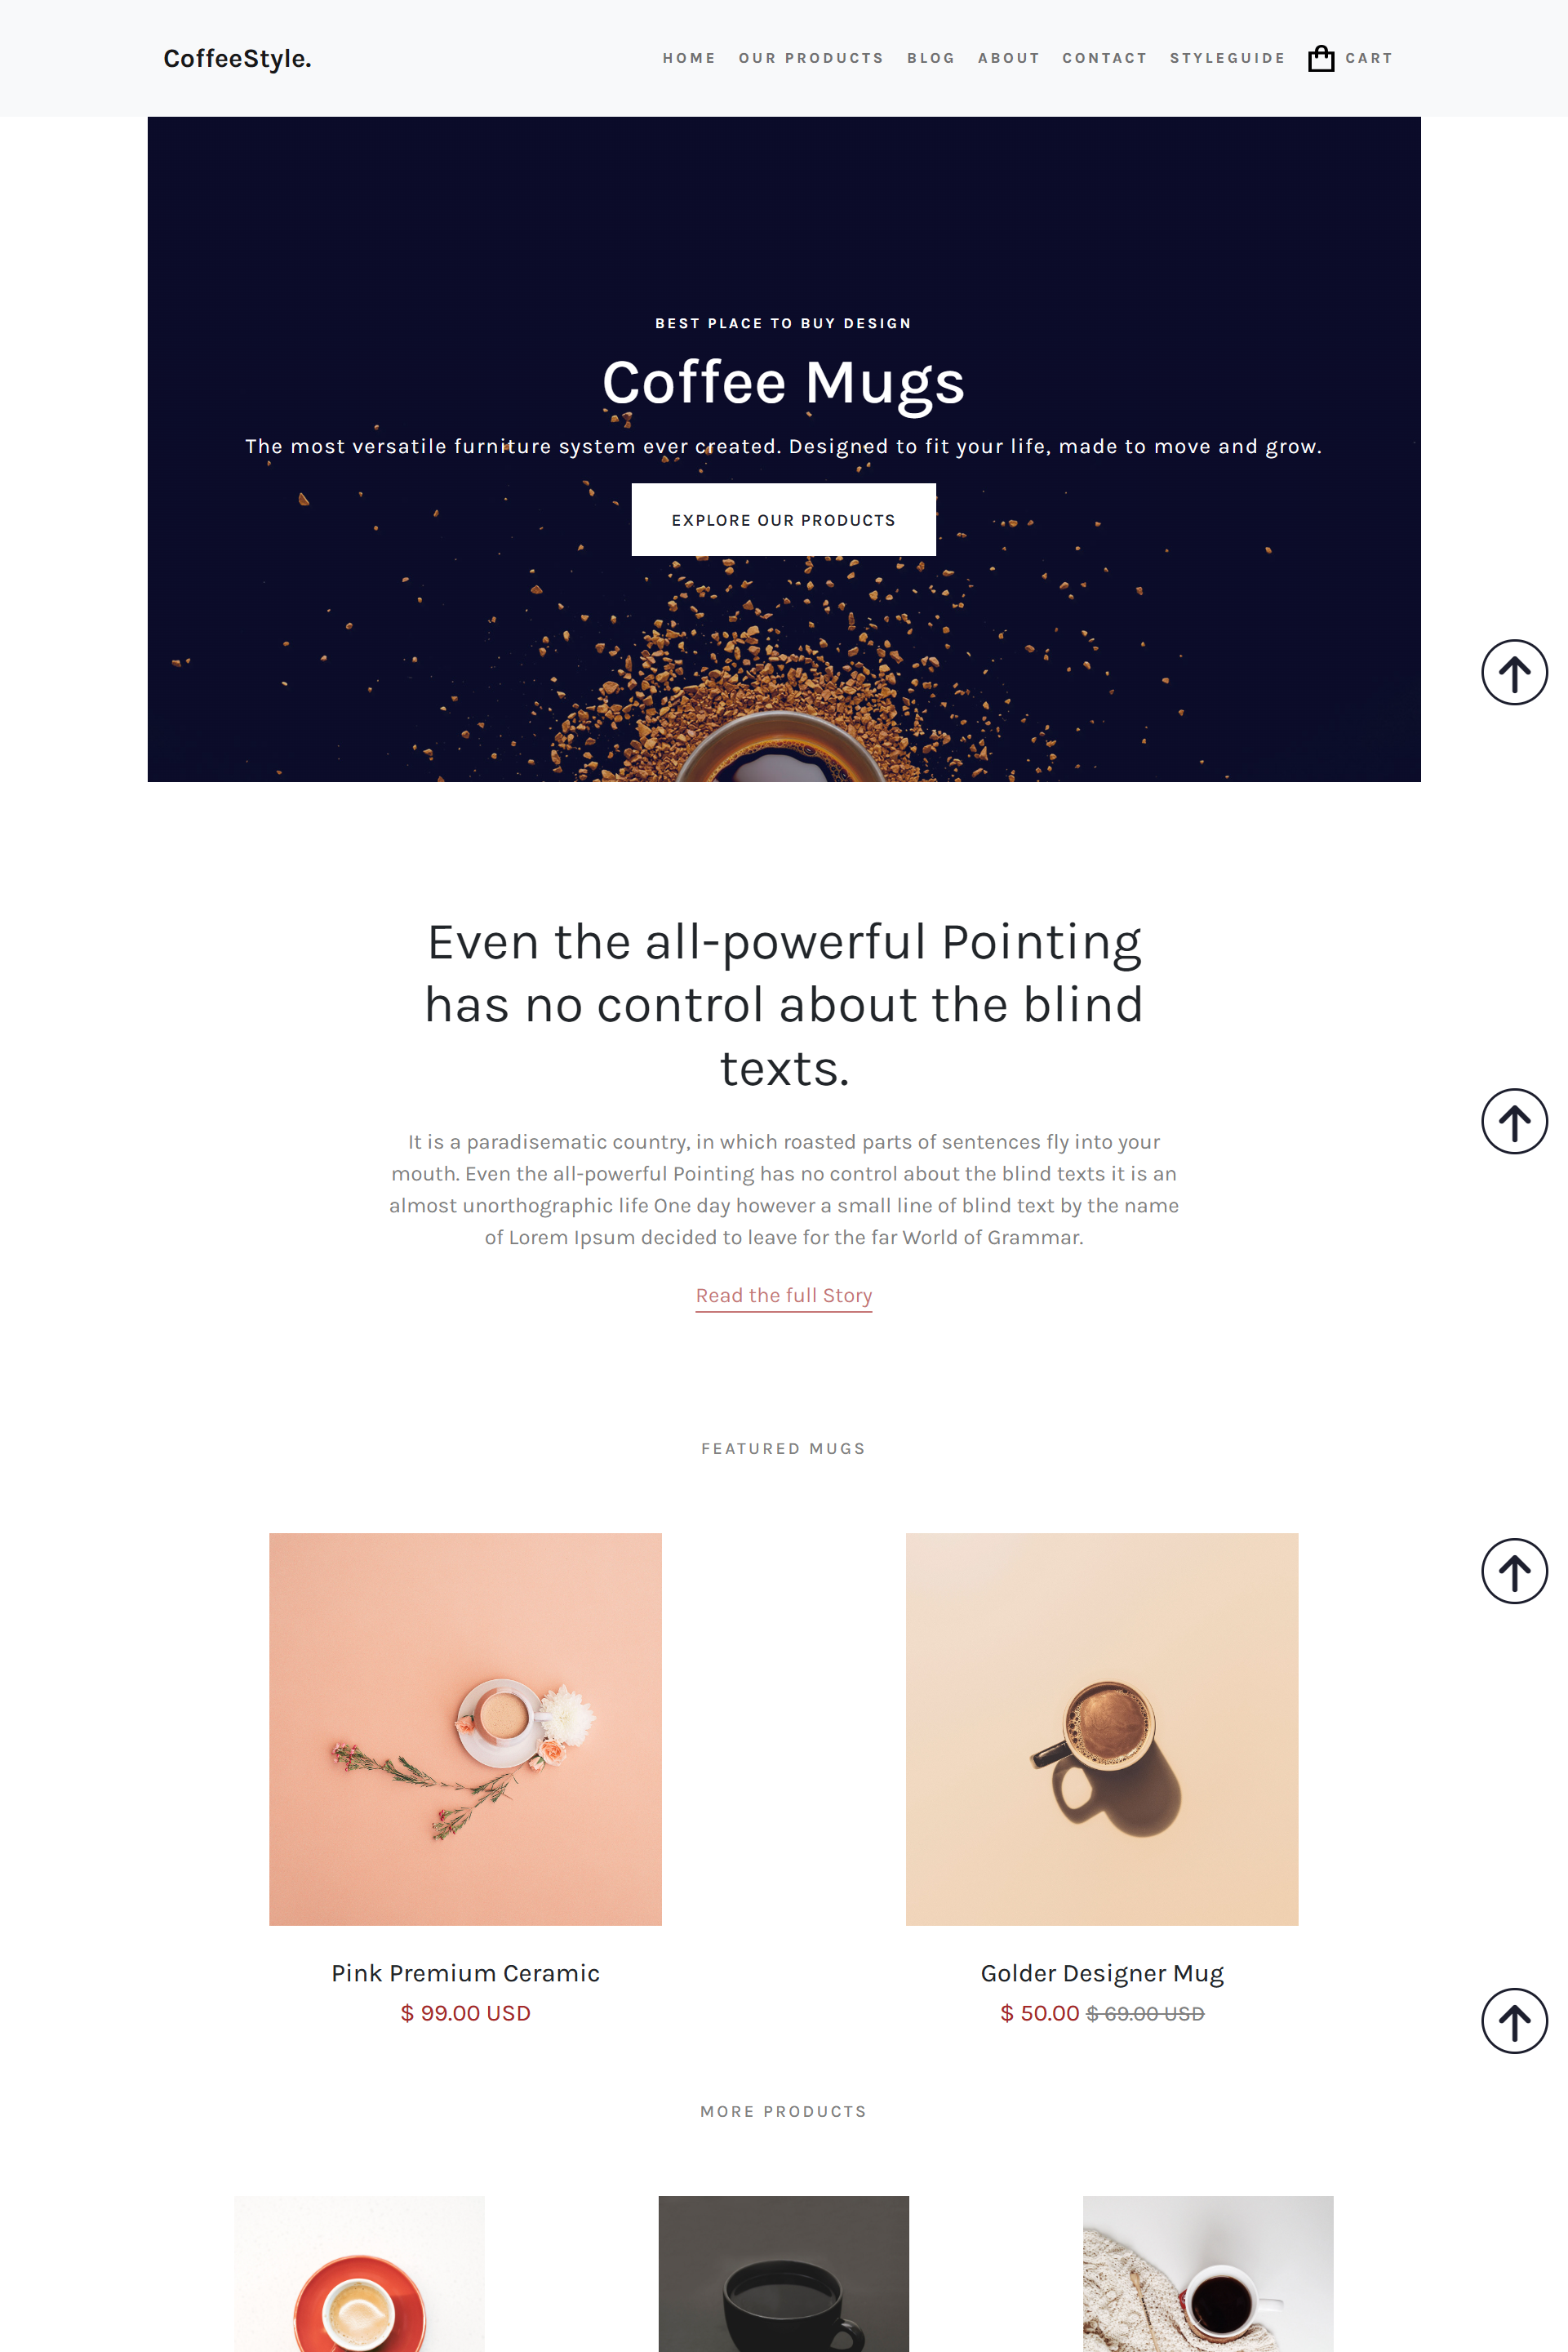 CoffeeStyle.
HOME OUR PRODUCTS BLOG ABOUT CONTACT STYLEGUIDE CART
BEST PLACE TO BUY DESIGN
Coffee Mugs
The most versatile furniture system ever created. Designed to fit your life, made to move and grow.
EXPLORE OUR PRODUCTS
Even the all-powerful Pointing
has no control about the blind
texts.
It is a paradisematic country, in which roasted parts of sentences fly into your
mouth. Even the all-powerful Pointing has no control about the blind texts it is an
almost unorthographic life One day however a small line of blind text by the name
of Lorem Ipsum decided to leave for the far World of Grammar.
Read the full Story
FEATURED MUGS
Pink Premium Ceramic
$ 99.00 USD
Golder Designer Mug
$ 50.00 $ 69.00 USD
MORE PRODUCTS